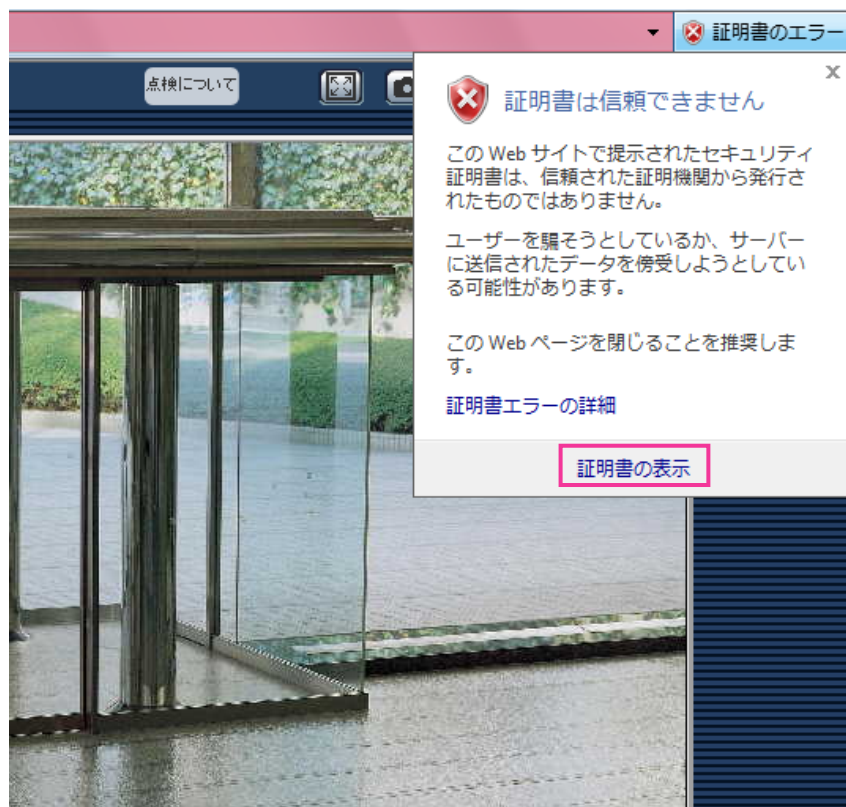 証明書のエラー
点検について
証明書は信頼できません
この Web サイトで提示されたセキュリティ
証明書は、信頼された証明機関から発行さ
れたものではありません。
ユーザーを騙そうとしているか、サーバー
に送信されたデータを傍受しようとしてい
る可能性があります。
この Web ページを閉じることを推奨しま
す。
証明書エラーの詳細
証明書の表示